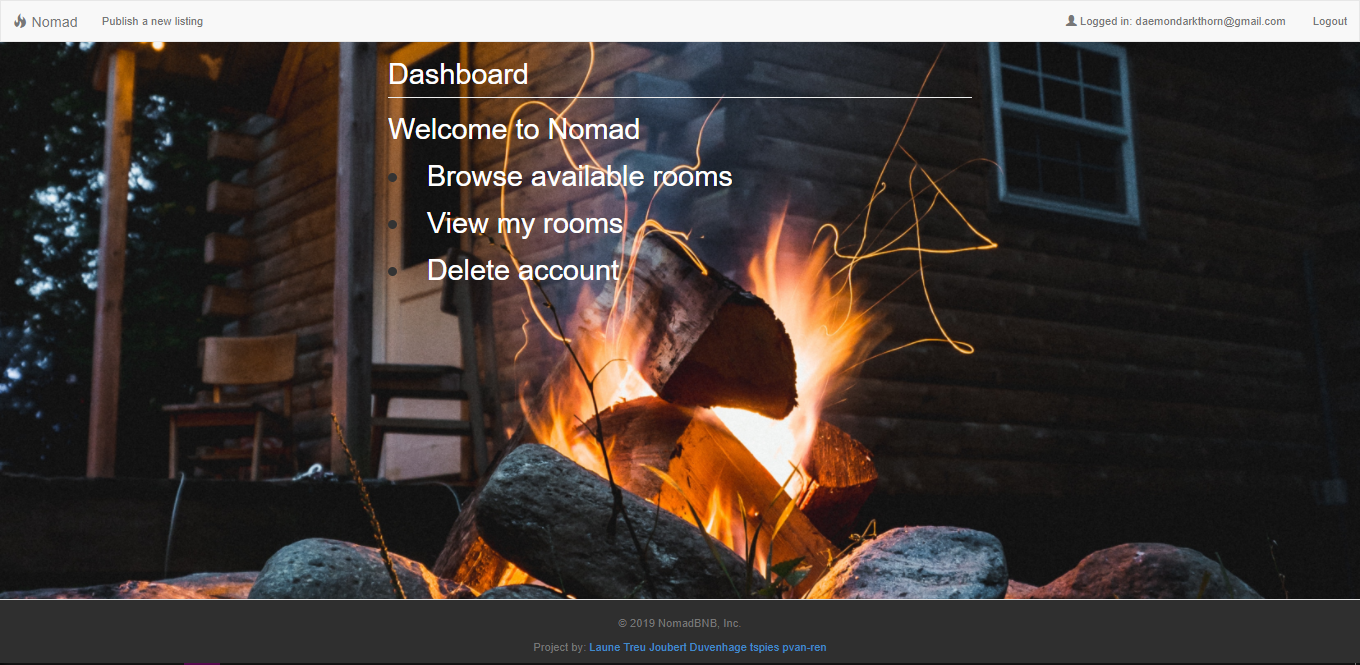 Nomad Publish a new listing Logged in: daemondarkthorn@gmail.com Logout
Dashboard
Welcome to Nomad
Browse available rooms
View my rooms
Delete account
© 2019 NomadBNB, Inc.
Project by: Laune Treu Joubert Duvenhage tspies pvan-ren